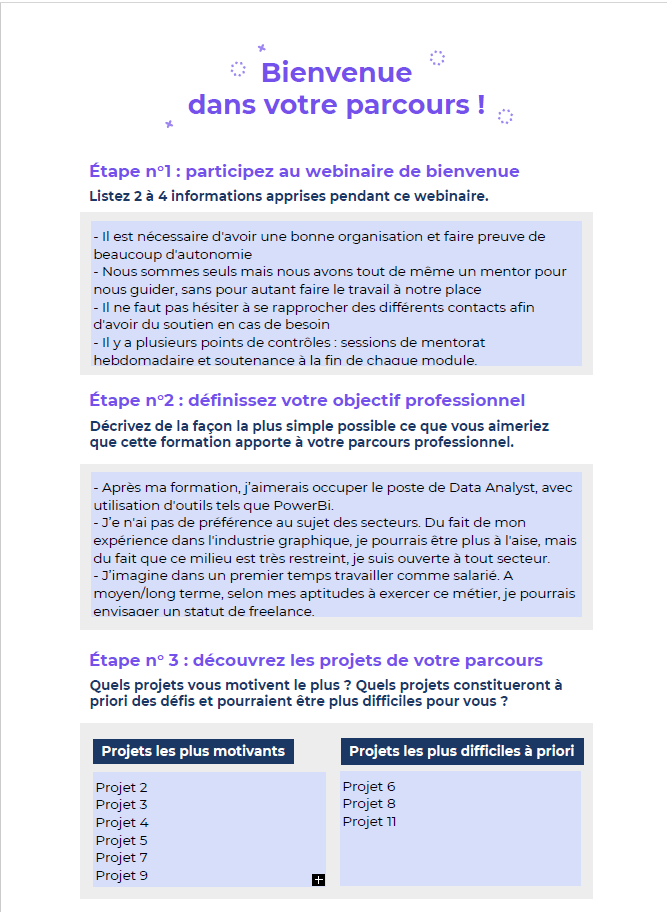 Bienvenue
dans votre parcours !
Étape n°1 : participez au webinaire de bienvenue
Listez 2 à 4 informations apprises pendant ce webinaire.
- Il est nécessaire d'avoir une bonne organisation et faire preuve de
beaucoup d'autonomie
- Nous sommes seuls mais nous avons tout de même un mentor pour
nous guider, sans pour autant faire le travail à notre place
- Il ne faut pas hésiter à se rapprocher des différents contacts afin
d'avoir du soutien en cas de besoin
- Il y a plusieurs points de contrôles : sessions de mentorat
hebdomadaire et soutenance à la fin de chaque module.
Étape n°2 : définissez votre objectif professionnel
Décrivez de la façon la plus simple possible ce que vous aimeriez
que cette formation apporte à votre parcours professionnel.
- Après ma formation, j’aimerais occuper le poste de Data Analyst, avec
utilisation d'outils tels que PowerBi.
- J’e n'ai pas de préférence au sujet des secteurs. Du fait de mon
expérience dans l'industrie graphique, je pourrais être plus à l'aise, mais
du fait que ce milieu est très restreint, je suis ouverte à tout secteur.
- J’imagine dans un premier temps travailler comme salarié. A
moyen/long terme, selon mes aptitudes à exercer ce métier, je pourrais
envisager un statut de freelance.
Étape n° 3 : découvrez les projets de votre parcours
Quels projets vous motivent le plus ? Quels projets constitueront à
priori des défis et pourraient être plus difficiles pour vous ?
Projets les plus motivants
Projet 2
Projet 3
Projet 4
Projet 5
Projet 7
Projet 9
Projets les plus difficiles à priori
Projet 6
Projet 8
Projet 11